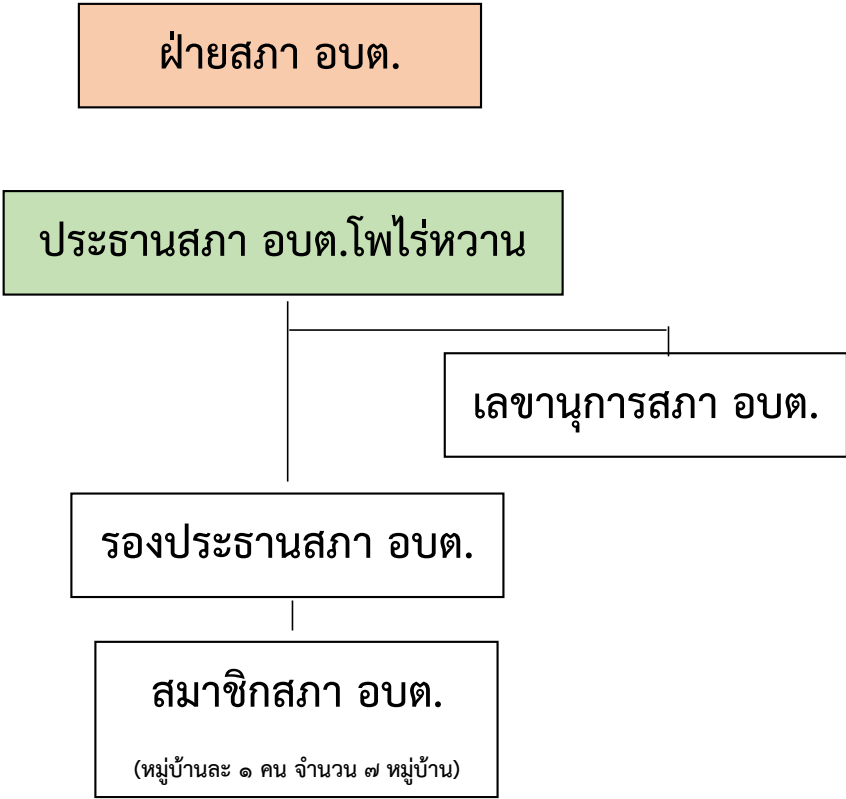 ฝ่ายสภา อบต.
ประธานสภา อบต.โพไร่หวาน
เลขานุการสภา อบต.
รองประธานสภา อบต.
สมาชิกสภา อบต.
(หมู่บ้านละ ๑ คน จำนวน ๗ หมู่บ้าน)